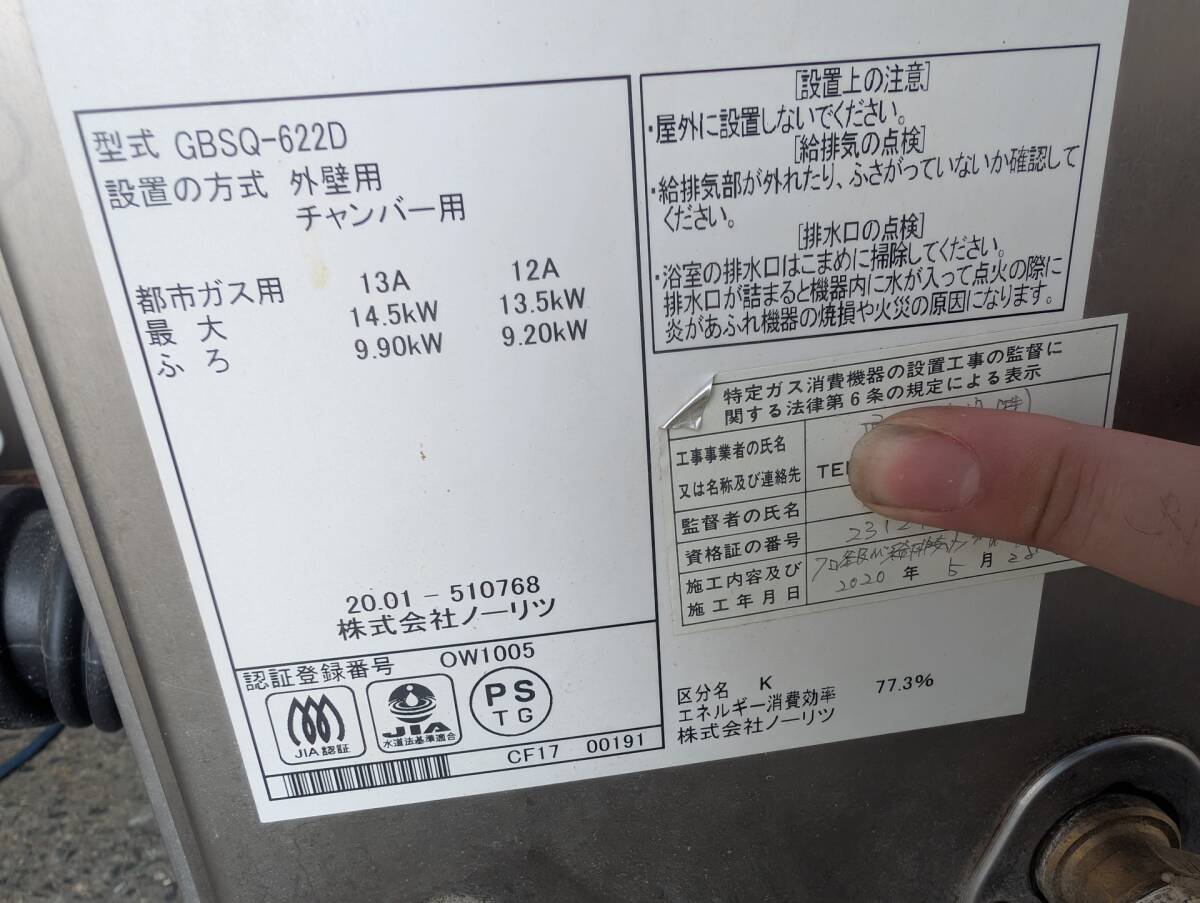 型式 GBSQ-622D
設置の方式 外壁用
チャンバー用
都市ガス用 13A 12A
最大 14.5kW 13.5kW
ふろ 9.90kW 9.20kW
20.01 - 510768
株式会社ノーリツ
認証登録番号 OW1005
JIA認証
JIA
水道法基準適合
PS
TG
CF17 00191
[設置上の注意]
・屋外に設置しないでください。
[給排気の点検]
・給排気部が外れたり、ふさがっていないか確認して
ください。
[排水口の点検]
・浴室の排水口はこまめに掃除してください。
排水口が詰まると機器内に水が入って点火の際に
炎があふれ機器の焼損や火災の原因になります。
特定ガス消費機器の設置工事の監督に
関する法律第6条の規定による表示
工事事業者の氏名
又は名称及び連絡先
監督者の氏名
資格証の番号
施工内容及び
施工年月日 2020 年 5 月 28
区分名 K
エネルギー消費効率 77.3%
株式会社ノーリツ